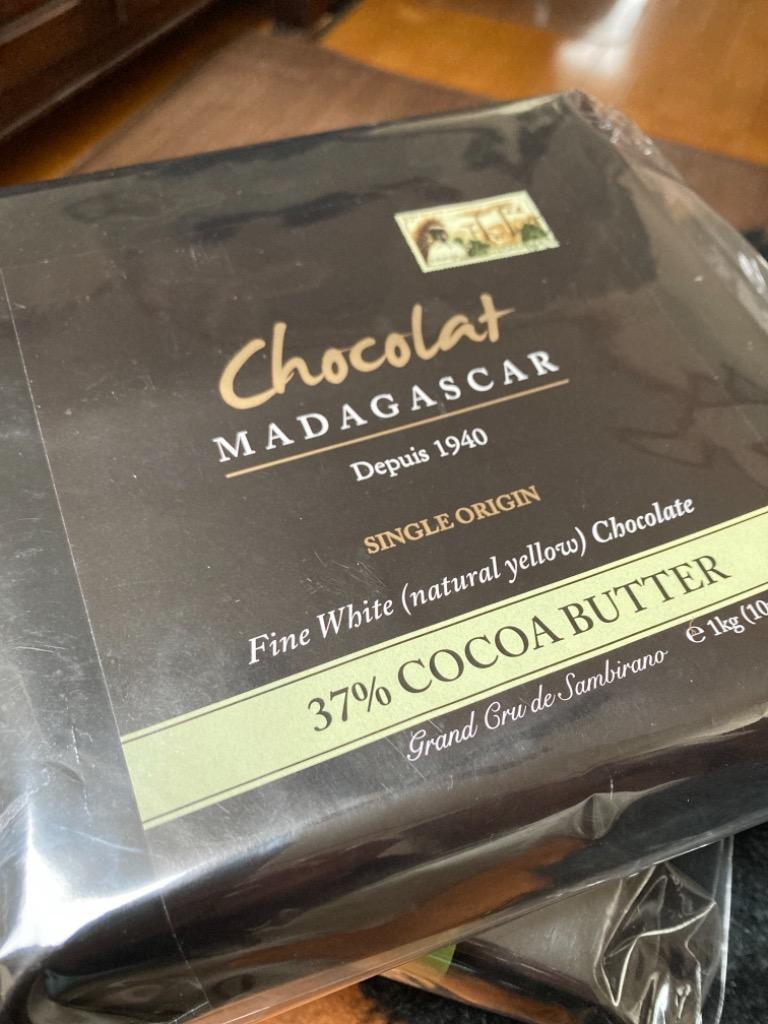 Chocolat
MADAGASCAR
Depuis 1940
SINGLE ORIGIN
Fine White (natural yellow) Chocolate
37% COCOA BUTTER
Grand Cru de Sambirano
℮ 1kg (10